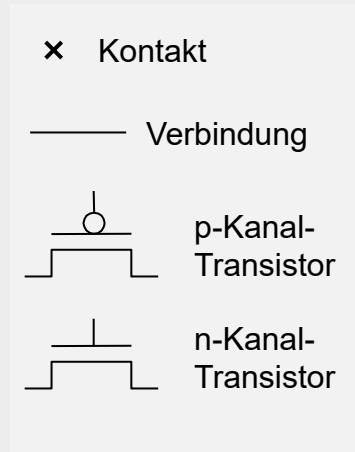 Kontakt
Verbindung
p-Kanal-
Transistor
n-Kanal-
Transistor